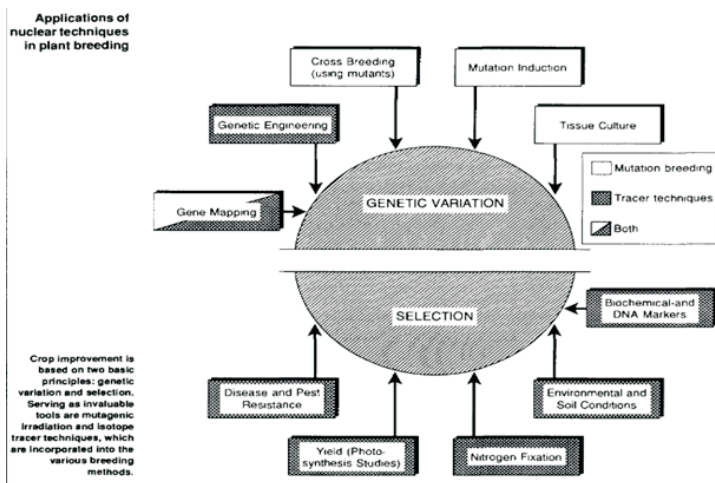 Applications of
nuclear techniques
in plant breeding
Cross Breeding
(using mutants)
Mutation Induction
Genetic Engineering
Tissue Culture
Mutation breeding
Tracer techniques
Both
Gene Mapping
GENETIC VARIATION
SELECTION
Biochemical-and
DNA Markers
Disease and Pest
Resistance
Environmental and
Soil Conditions
Yield (Photo-
synthesis Studies)
Nitrogen Fixation
Crop improvement is
based on two basic
principles: genetic
variation and selection.
Serving as invaluable
tools are mutagenic
irradiation and isotope
tracer techniques, which
are incorporated into the
various breeding
methods.